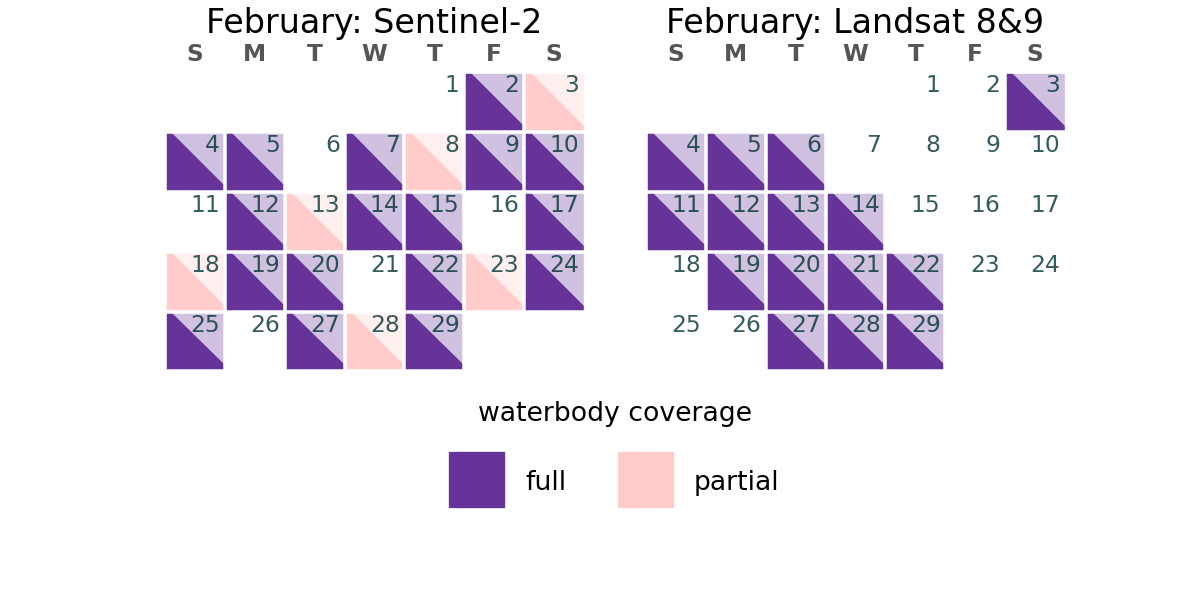 February: Sentinel-2
S M T W T F S
1 2 3
4 5 6 7 8 9 10
11 12 13 14 15 16 17
18 19 20 21 22 23 24
25 26 27 28 29
February: Landsat 8&9
S M T W T F S
1 2 3
4 5 6 7 8 9 10
11 12 13 14 15 16 17
18 19 20 21 22 23 24
25 26 27 28 29
waterbody coverage
full partial